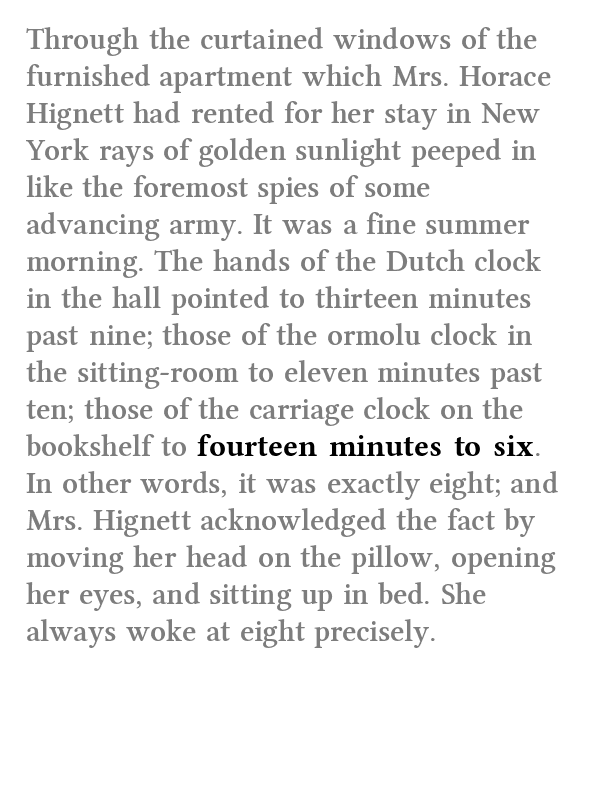 Through the curtained windows of the
furnished apartment which Mrs. Horace
Hignett had rented for her stay in New
York rays of golden sunlight peeped in
like the foremost spies of some
advancing army. It was a fine summer
morning. The hands of the Dutch clock
in the hall pointed to thirteen minutes
past nine; those of the ormolu clock in
the sitting-room to eleven minutes past
ten; those of the carriage clock on the
bookshelf to fourteen minutes to six.
In other words, it was exactly eight; and
Mrs. Hignett acknowledged the fact by
moving her head on the pillow, opening
her eyes, and sitting up in bed. She
always woke at eight precisely.